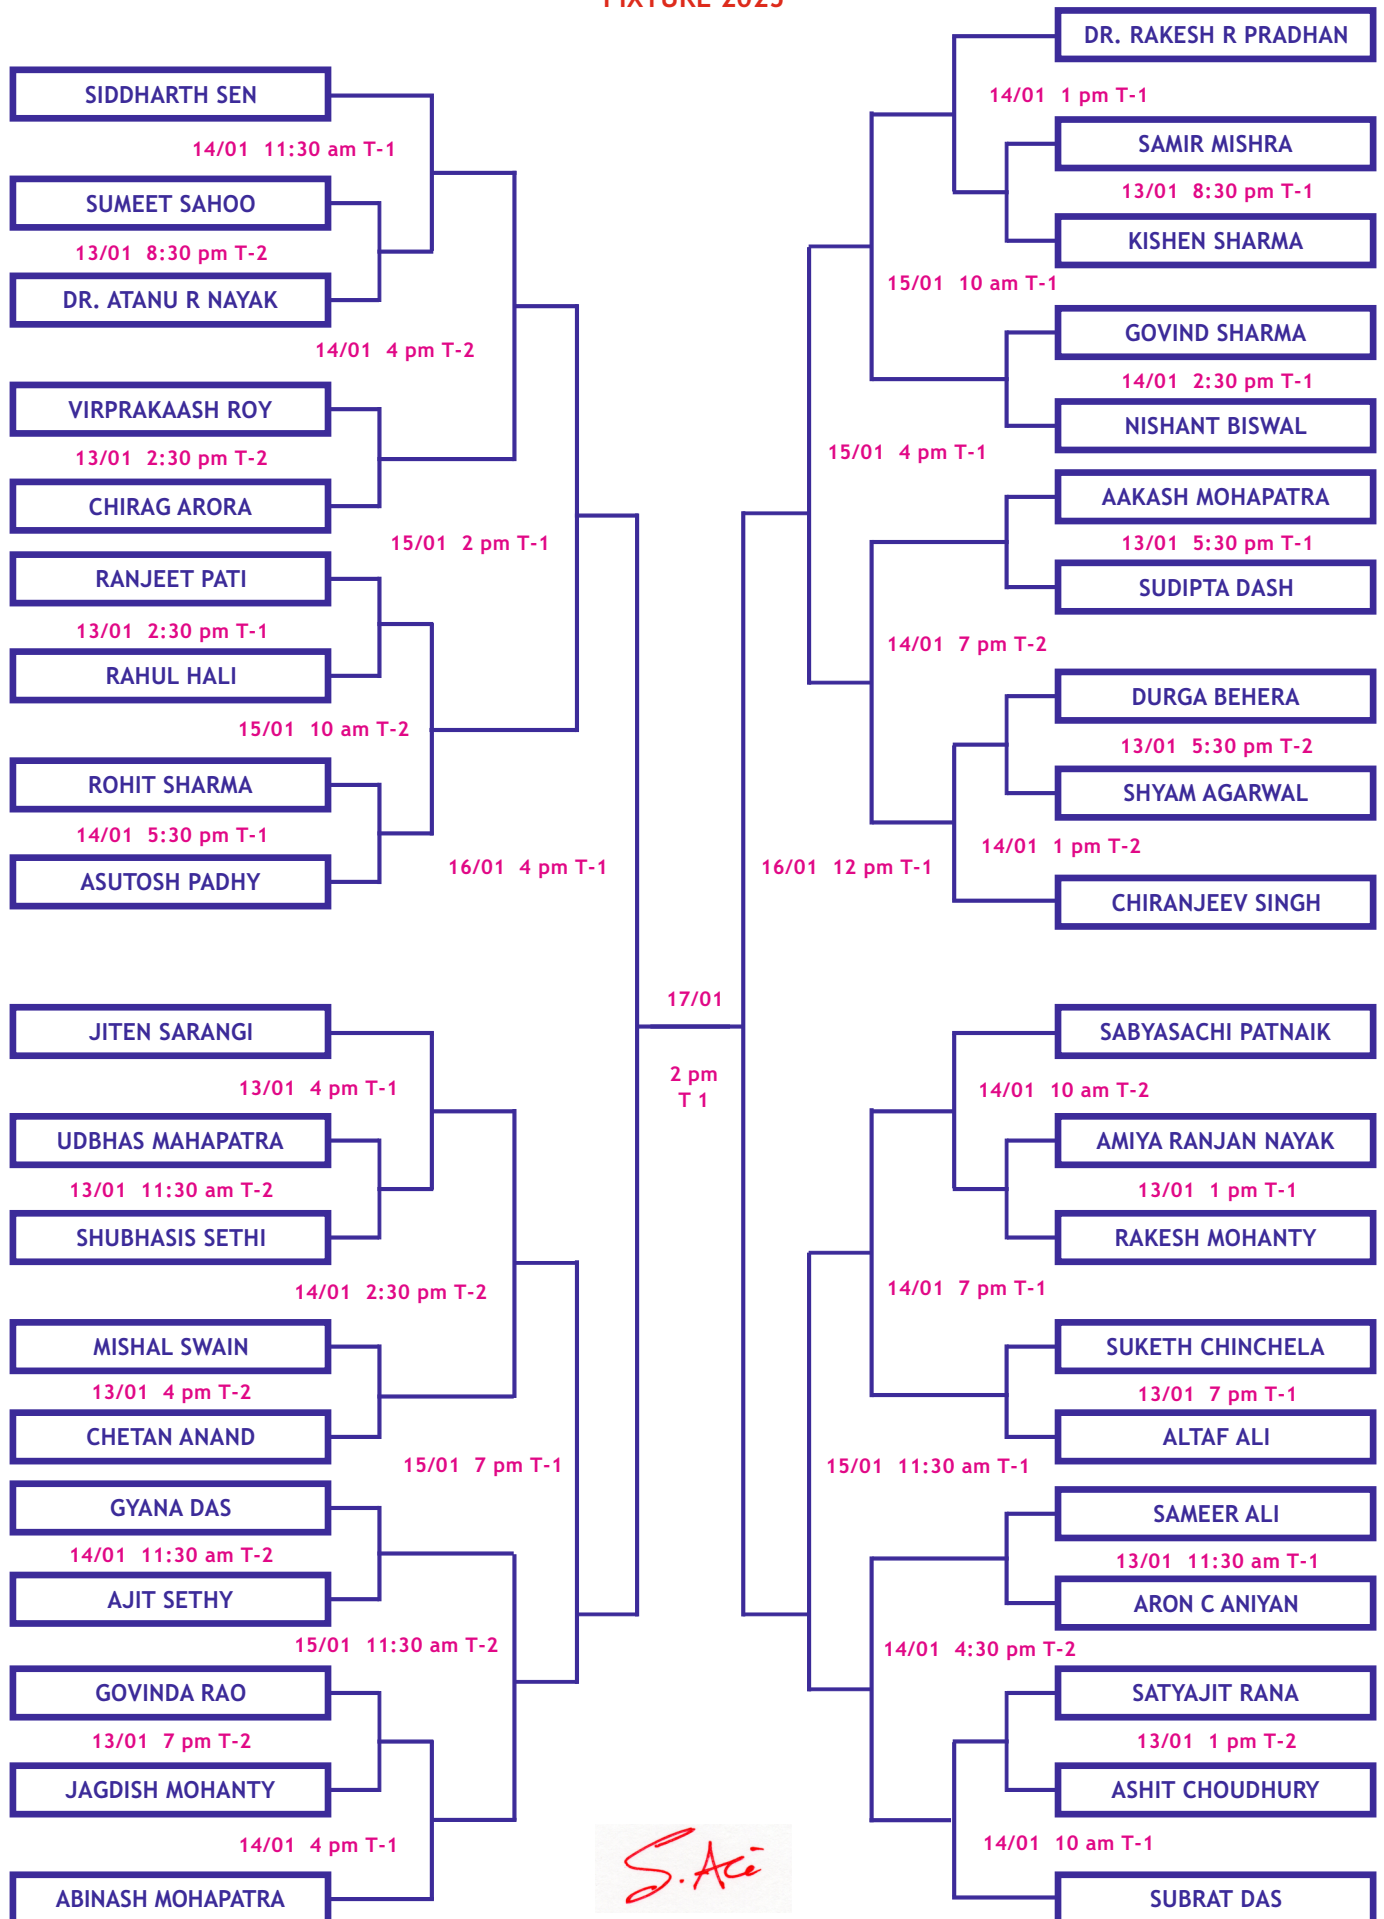 FIXTURE 2025
SIDDHARTH SEN
14/01 11:30 am T-1
SUMEET SAHOO
13/01 8:30 pm T-2
DR. ATANU R NAYAK
14/01 4 pm T-2
VIRPRAKAASH ROY
13/01 2:30 pm T-2
CHIRAG ARORA
15/01 2 pm T-1
RANJEET PATI
13/01 2:30 pm T-1
RAHUL HALI
15/01 10 am T-2
ROHIT SHARMA
14/01 5:30 pm T-1
ASUTOSH PADHY
16/01 4 pm T-1
JITEN SARANGI
13/01 4 pm T-1
UDBHAS MAHAPATRA
13/01 11:30 am T-2
SHUBHASIS SETHI
14/01 2:30 pm T-2
MISHAL SWAIN
13/01 4 pm T-2
CHETAN ANAND
15/01 7 pm T-1
GYANA DAS
14/01 11:30 am T-2
AJIT SETHY
15/01 11:30 am T-2
GOVINDA RAO
13/01 7 pm T-2
JAGDISH MOHANTY
14/01 4 pm T-1
ABINASH MOHAPATRA
17/01
2 pm
T 1
DR. RAKESH R PRADHAN
14/01 1 pm T-1
SAMIR MISHRA
13/01 8:30 pm T-1
KISHEN SHARMA
15/01 10 am T-1
GOVIND SHARMA
14/01 2:30 pm T-1
NISHANT BISWAL
15/01 4 pm T-1
AAKASH MOHAPATRA
13/01 5:30 pm T-1
SUDIPTA DASH
14/01 7 pm T-2
DURGA BEHERA
13/01 5:30 pm T-2
SHYAM AGARWAL
14/01 1 pm T-2
16/01 12 pm T-1
CHIRANJEEV SINGH
SABYASACHI PATNAIK
14/01 10 am T-2
AMIYA RANJAN NAYAK
13/01 1 pm T-1
RAKESH MOHANTY
14/01 7 pm T-1
SUKETH CHINCHELA
13/01 7 pm T-1
ALTAF ALI
15/01 11:30 am T-1
SAMEER ALI
13/01 11:30 am T-1
ARON C ANIYAN
14/01 4:30 pm T-2
SATYAJIT RANA
13/01 1 pm T-2
ASHIT CHOUDHURY
14/01 10 am T-1
SUBRAT DAS